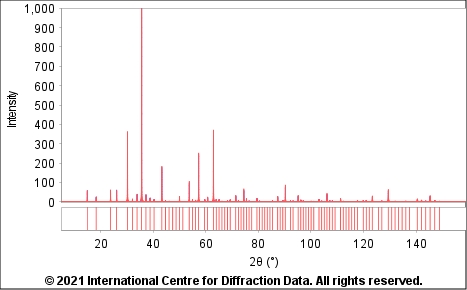 1,000
900
800
700
600
500
400
300
200
100
0
Intensity
20 40 60 80 100 120 140
2θ (°)
© 2021 International Centre for Diffraction Data. All rights reserved.